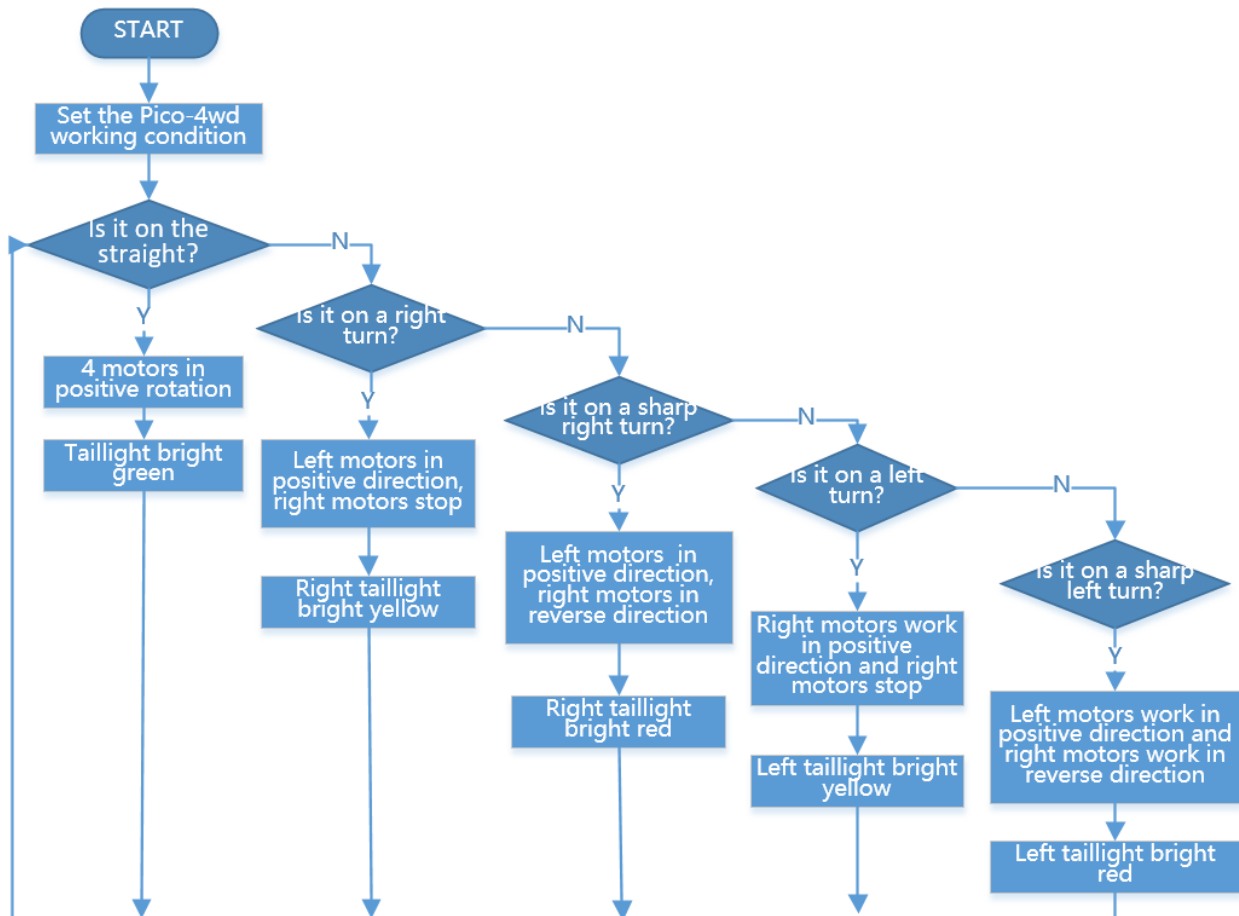 START
Set the Pico-4wd
working condition
Is it on the
straight?
N
Y
4 motors in
positive rotation
Taillight bright
green
Is it on a right
turn?
N
Y
Left motors in
positive direction,
right motors stop
Right taillight
bright yellow
Is it on a sharp
right turn?
N
Y
Left motors in
positive direction,
right motors in
reverse direction
Right taillight
bright red
Is it on a left
turn?
N
Y
Right motors work
in positive
direction and right
motors stop
Left taillight bright
yellow
Is it on a sharp
left turn?
Y
Left motors work in
positive direction and
right motors work in
reverse direction
Left taillight bright
red